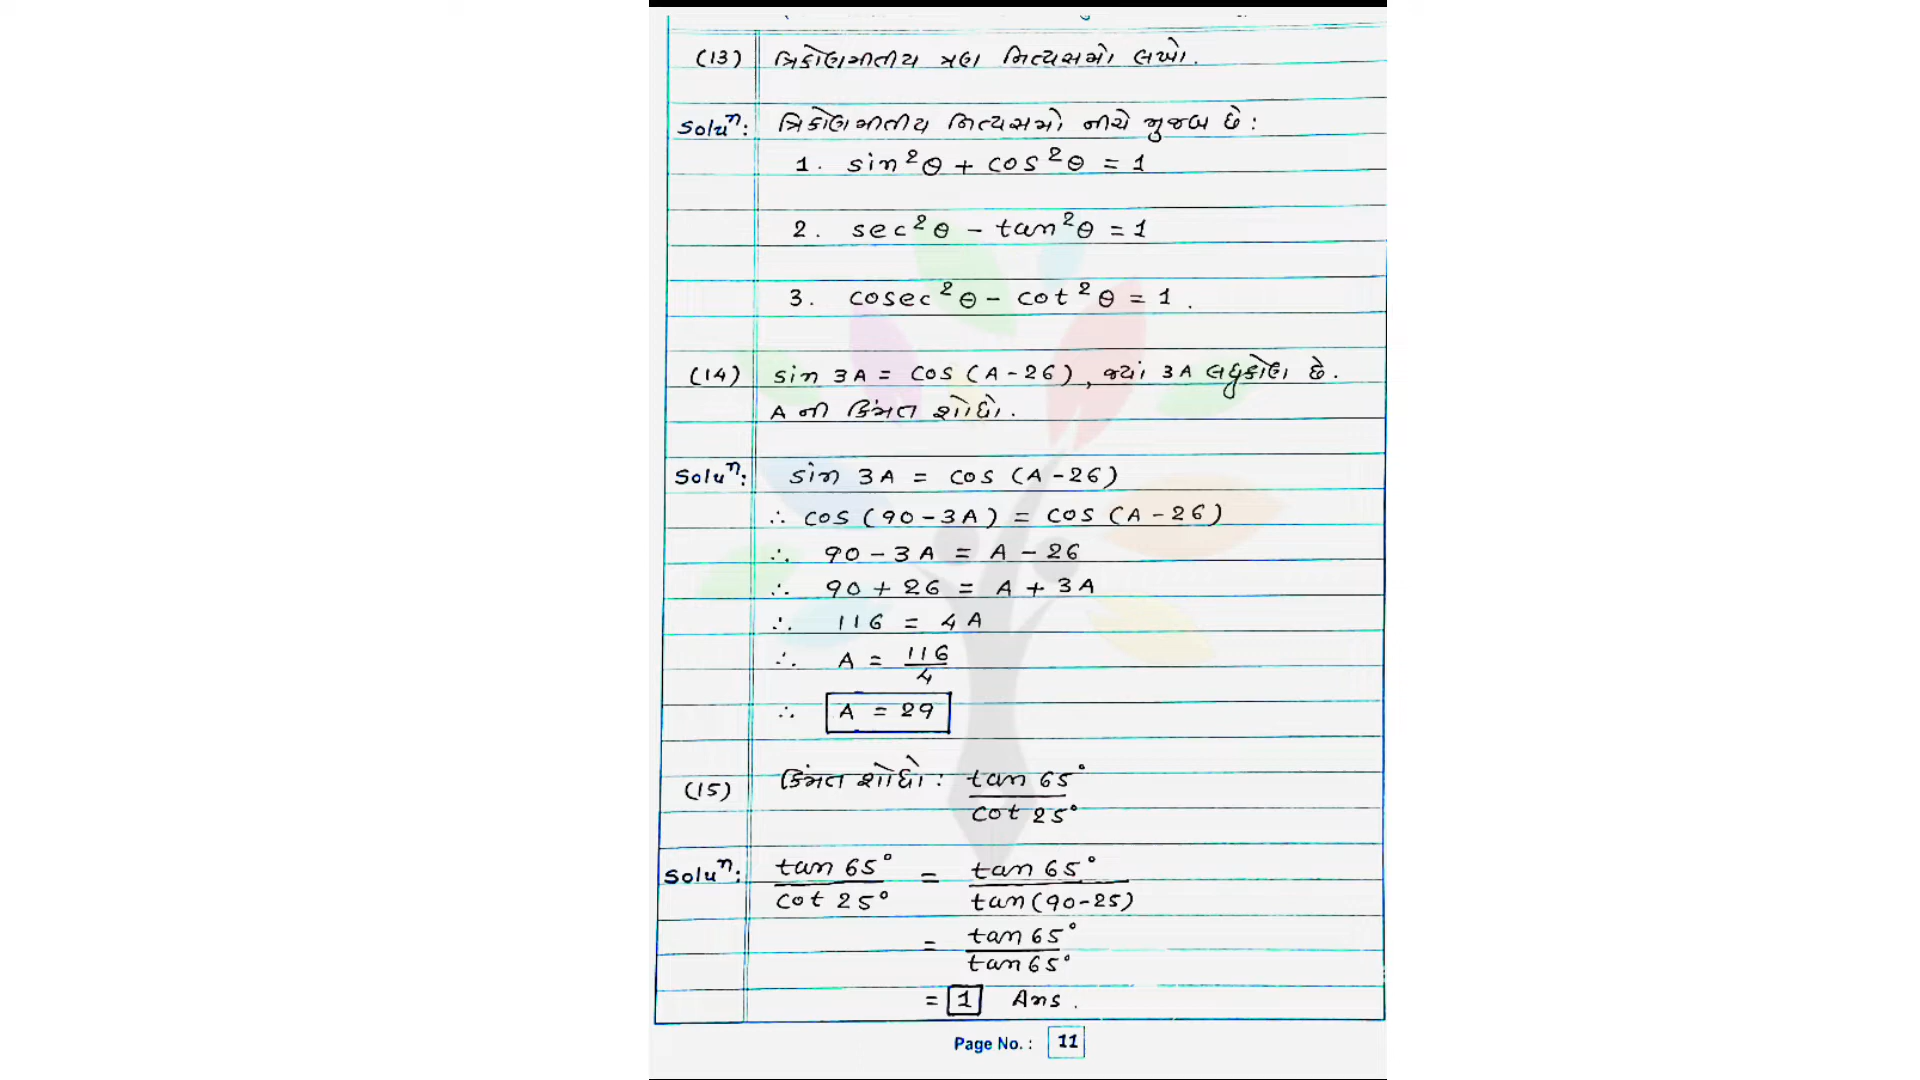 (13) ત્રિકોણમીતીય ત્રણ નિત્યસમો લખો.
Soluⁿ: ત્રિકોણમીતીય નિત્યસમો નીચે મુજબ છે :
1. sin²θ + cos²θ = 1
2. sec²θ - tan²θ = 1
3. cosec²θ - cot²θ = 1 .
(14) sin 3A = cos (A - 26) , જ્યાં 3A લઘુકોણ છે .
A ની કિંમત શોધો .
Soluⁿ: sin 3A = cos (A - 26)
∴ cos (90 - 3A) = cos (A - 26)
∴ 90 - 3A = A - 26
∴ 90 + 26 = A + 3A
∴ 116 = 4A
∴ A = 116/4
∴ A = 29
(15) કિંમત શોધો : tan 65° / cot 25°
Soluⁿ: tan 65° / cot 25° = tan 65° / tan (90-25)
= tan 65° / tan 65°
= 1 Ans .
Page No. : 11